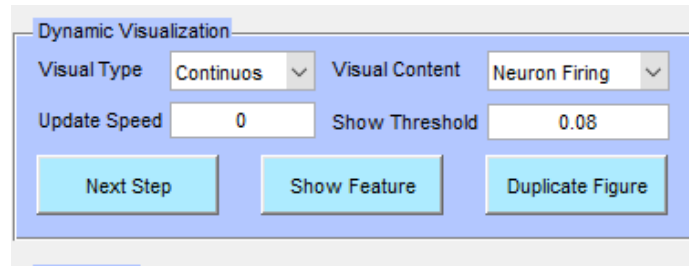 Dynamic Visualization
Visual Type Continuos Visual Content Neuron Firing
Update Speed 0 Show Threshold 0.08
Next Step Show Feature Duplicate Figure